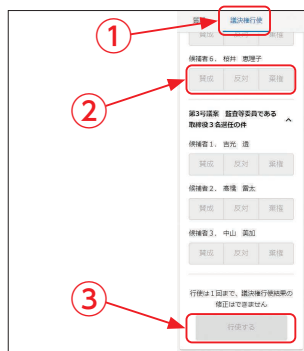 ①
議決権行使
賛成 反対 棄権
候補者6. 桜井 恵理子
②
賛成 反対 棄権
第3号議案 監査等委員である
取締役3名選任の件
候補者1. 吉元 進
賛成 反対 棄権
候補者2. 高橋 雷太
賛成 反対 棄権
候補者3. 中山 美加
賛成 反対 棄権
行使は1回まで、議決権行使結果の
修正はできません
③
行使する